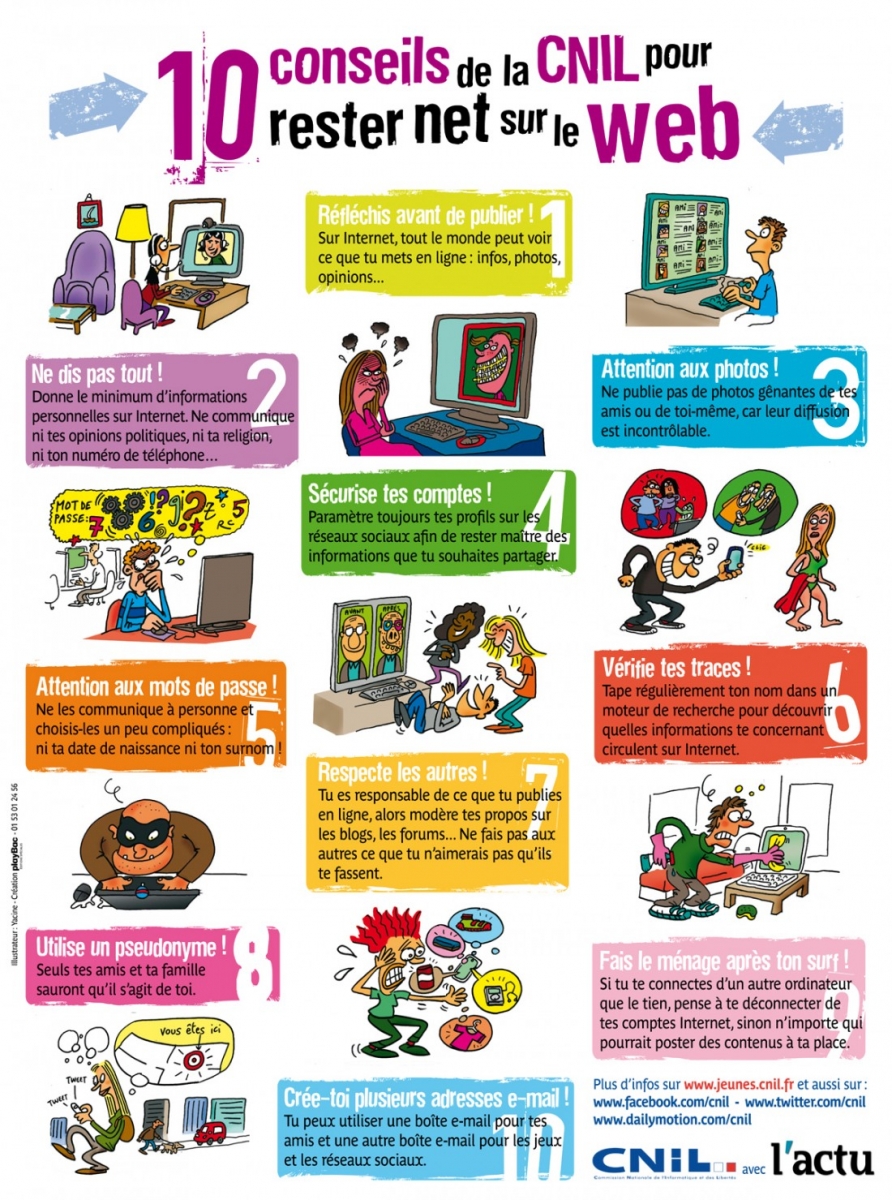 10 conseils de la CNIL pour
rester net sur le web
Réfléchis avant de publier !
1
Sur Internet, tout le monde peut voir
ce que tu mets en ligne : infos, photos,
opinions...
AMI =
AMI =
AMI =
AMI =
Ne dis pas tout !
2
Donne le minimum d'informations
personnelles sur Internet. Ne communique
ni tes opinions politiques, ni ta religion,
ni ton numéro de téléphone...
Attention aux photos !
3
Ne publie pas de photos gênantes de tes
amis ou de toi-même, car leur diffusion
est incontrôlable.
MOT DE
PASSE:
7 6 !? g ? z 5 RC 5
Sécurise tes comptes !
4
Paramètre toujours tes profils sur les
réseaux sociaux afin de rester maître des
informations que tu souhaites partager.
clic
AVANT
APRÈS
Attention aux mots de passe !
5
Ne les communique à personne et
choisis-les un peu compliqués :
ni ta date de naissance ni ton surnom !
Vérifie tes traces !
6
Tape régulièrement ton nom dans un
moteur de recherche pour découvrir
quelles informations te concernant
circulent sur Internet.
Respecte les autres !
7
Tu es responsable de ce que tu publies
en ligne, alors modère tes propos sur
les blogs, les forums... Ne fais pas aux
autres ce que tu n'aimerais pas qu'ils
te fassent.
Utilise un pseudonyme !
8
Seuls tes amis et ta famille
sauront qu'il s'agit de toi.
Fais le ménage après ton surf !
9
Si tu te connectes d'un autre ordinateur
que le tien, pense à te déconnecter de
tes comptes Internet, sinon n'importe qui
pourrait poster des contenus à ta place.
vous êtes ici
TWEET
TWEET
Crée-toi plusieurs adresses e-mail !
10
Tu peux utiliser une boîte e-mail pour tes
amis et une autre boîte e-mail pour les jeux
et les réseaux sociaux.
Plus d'infos sur www.jeunes.cnil.fr et aussi sur :
www.facebook.com/cnil - www.twitter.com/cnil
www.dailymotion.com/cnil
CNIL avec l'actu
Commission Nationale de l'Informatique et des Libertés
Illustrateur : Yacine - Création playBac - 01 53 01 24 56